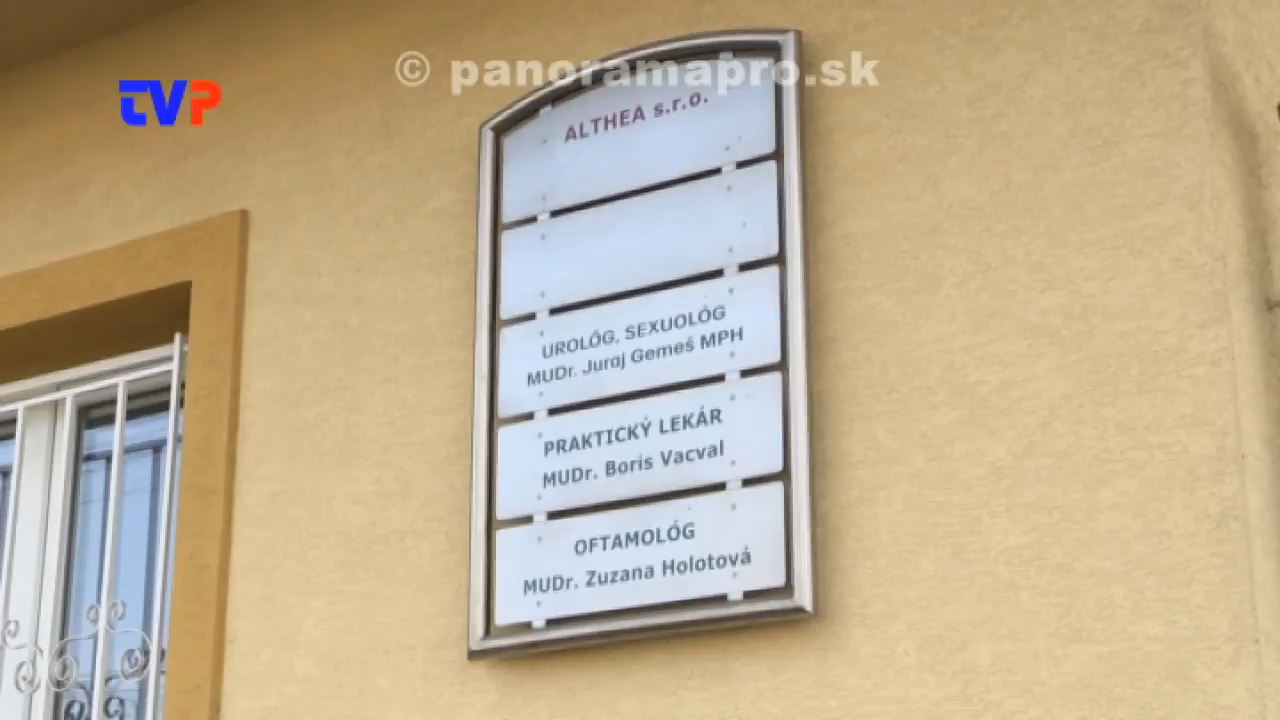 © panoramapro.sk
TVP
ALTHEA s.r.o.
UROLÓG, SEXUOLÓG
MUDr. Juraj Gemeš MPH
PRAKTICKÝ LEKÁR
MUDr. Boris Vacval
OFTAMOLÓG
MUDr. Zuzana Holotová